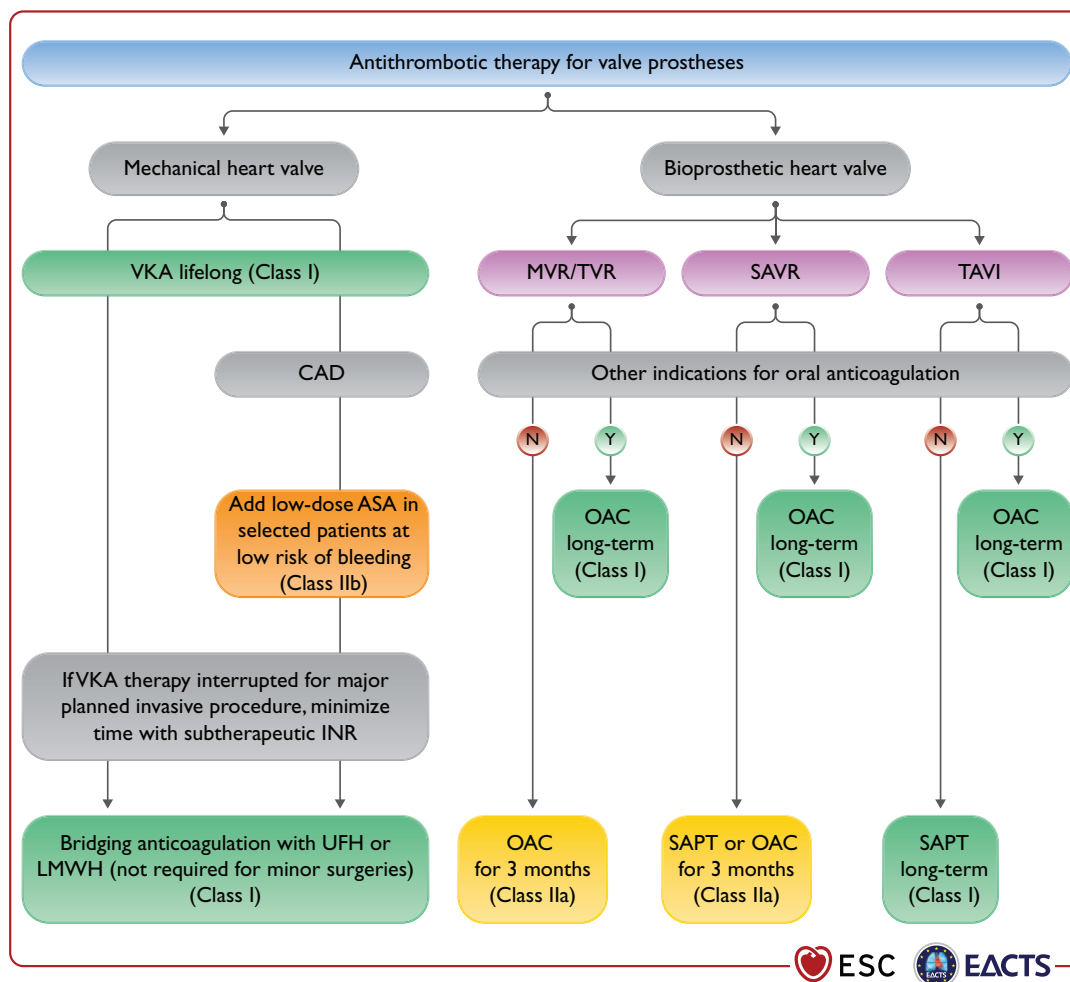 Antithrombotic therapy for valve prostheses
Mechanical heart valve
Bioprosthetic heart valve
VKA lifelong (Class I)
MVR/TVR
SAVR
TAVI
CAD
Other indications for oral anticoagulation
N
Y
N
Y
N
Y
Add low-dose ASA in
selected patients at
low risk of bleeding
(Class IIb)
OAC
long-term
(Class I)
OAC
long-term
(Class I)
OAC
long-term
(Class I)
If VKA therapy interrupted for major
planned invasive procedure, minimize
time with subtherapeutic INR
Bridging anticoagulation with UFH or
LMWH (not required for minor surgeries)
(Class I)
OAC
for 3 months
(Class IIa)
SAPT or OAC
for 3 months
(Class IIa)
SAPT
long-term
(Class I)
ESC
EACTS
EACTS